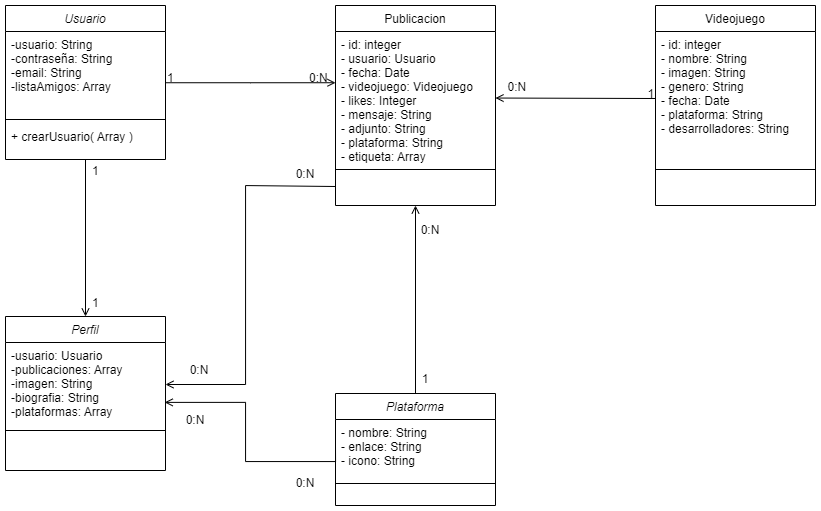 Usuario
-usuario: String
-contraseña: String
-email: String
-listaAmigos: Array
+ crearUsuario( Array )
1
0:N
Publicacion
- id: integer
- usuario: Usuario
- fecha: Date
- videojuego: Videojuego
- likes: Integer
- mensaje: String
- adjunto: String
- plataforma: String
- etiqueta: Array
0:N
1
Videojuego
- id: integer
- nombre: String
- imagen: String
- genero: String
- fecha: Date
- plataforma: String
- desarrolladores: String
1
1
0:N
0:N
0:N
1
Perfil
-usuario: Usuario
-publicaciones: Array
-imagen: String
-biografia: String
-plataformas: Array
0:N
0:N
Plataforma
- nombre: String
- enlace: String
- icono: String